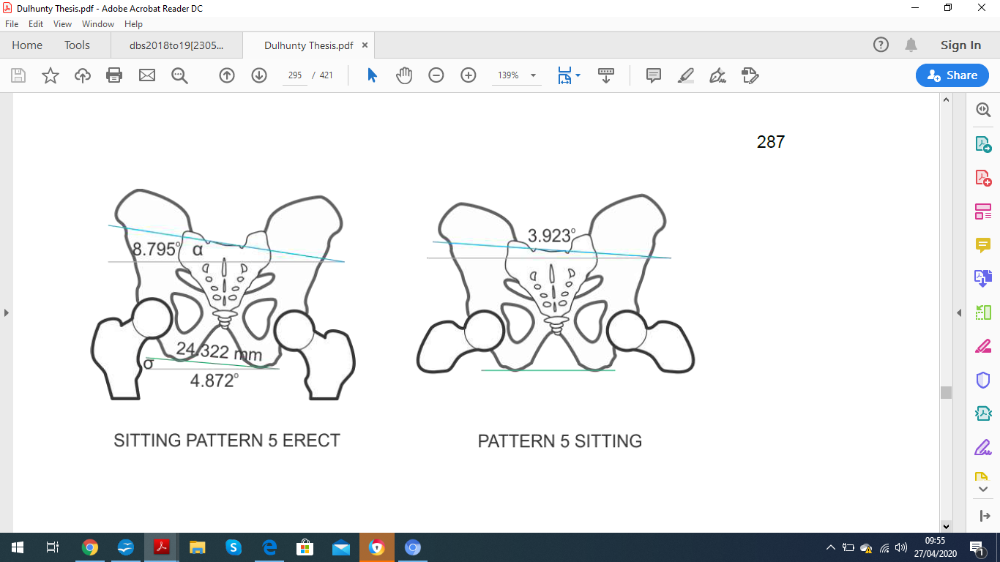 Dulhunty Thesis.pdf - Adobe Acrobat Reader DC
File Edit View Window Help
Home Tools dbs2018to19[2305... Dulhunty Thesis.pdf ×
? Sign In
295 / 421 139% Share
287
8.795° α
3.923°
24.322 mm
σ
4.872°
SITTING PATTERN 5 ERECT
PATTERN 5 SITTING
09:55
27/04/2020
1